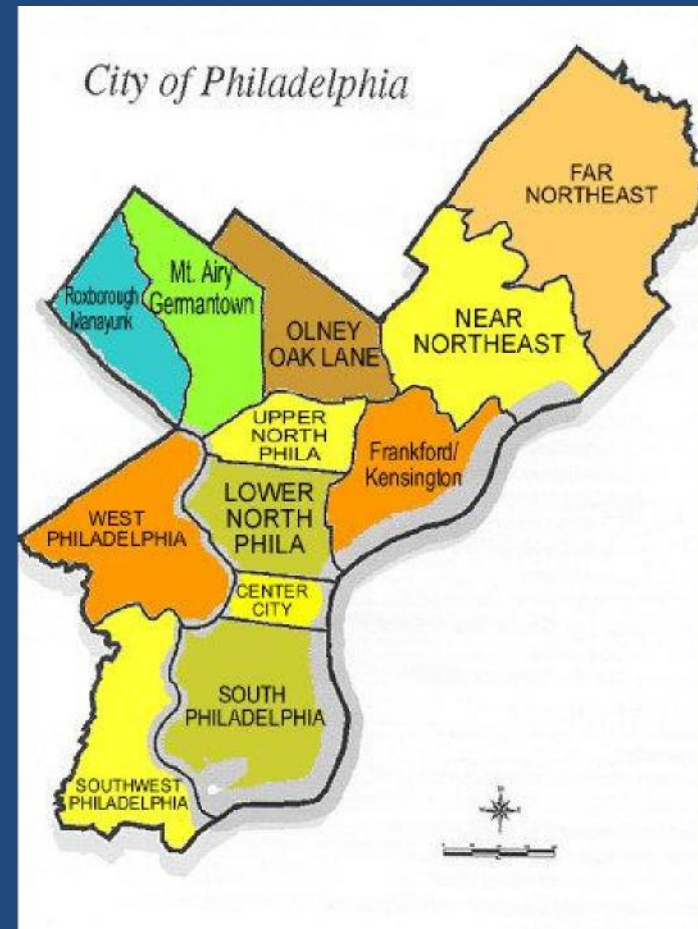 City of Philadelphia
FAR
NORTHEAST
Roxborough
Manayunk
Mt. Airy
Germantown
OLNEY
OAK LANE
NEAR
NORTHEAST
UPPER
NORTH
PHILA
Frankford/
Kensington
LOWER
NORTH
PHILA
WEST
PHILADELPHIA
CENTER
CITY
SOUTH
PHILADELPHIA
SOUTHWEST
PHILADELPHIA